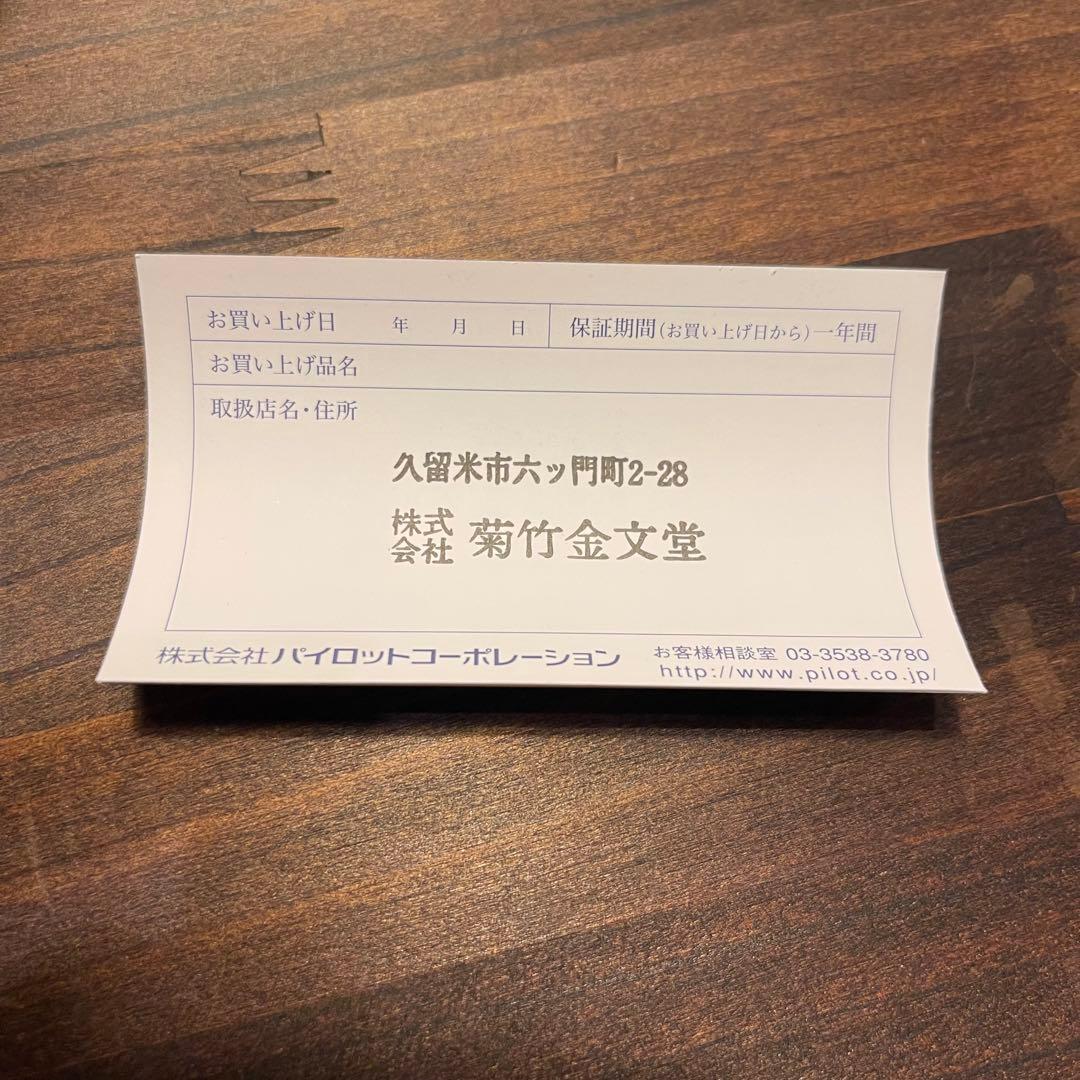 お買い上げ日 年 月 日 保証期間(お買い上げ日から)一年間
お買い上げ品名
取扱店名・住所
久留米市六ッ門町2-28
株式会社 菊竹金文堂
株式会社パイロットコーポレーション お客様相談室 03-3538-3780
http://www.pilot.co.jp/